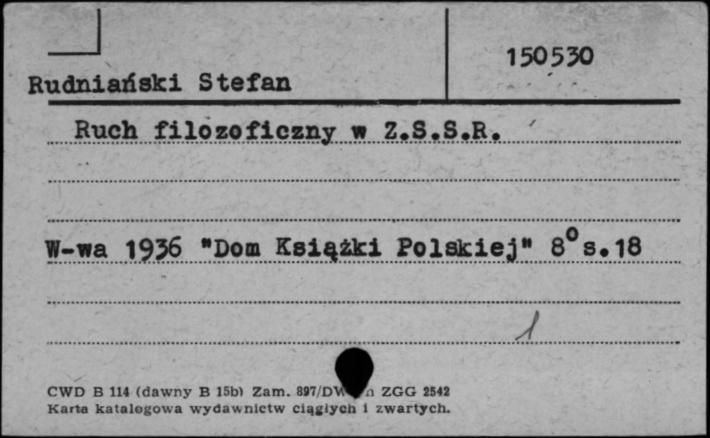 150530
Rudniański Stefan
Ruch filozoficzny w Z.S.S.R.
W-wa 1936 "Dom Książki Polskiej" 8⁰ s.18
1
CWD B 114 (dawny B 15b) Zam. 897/DW ZGG 2542
Karta katalogowa wydawnictw ciągłych i zwartych.